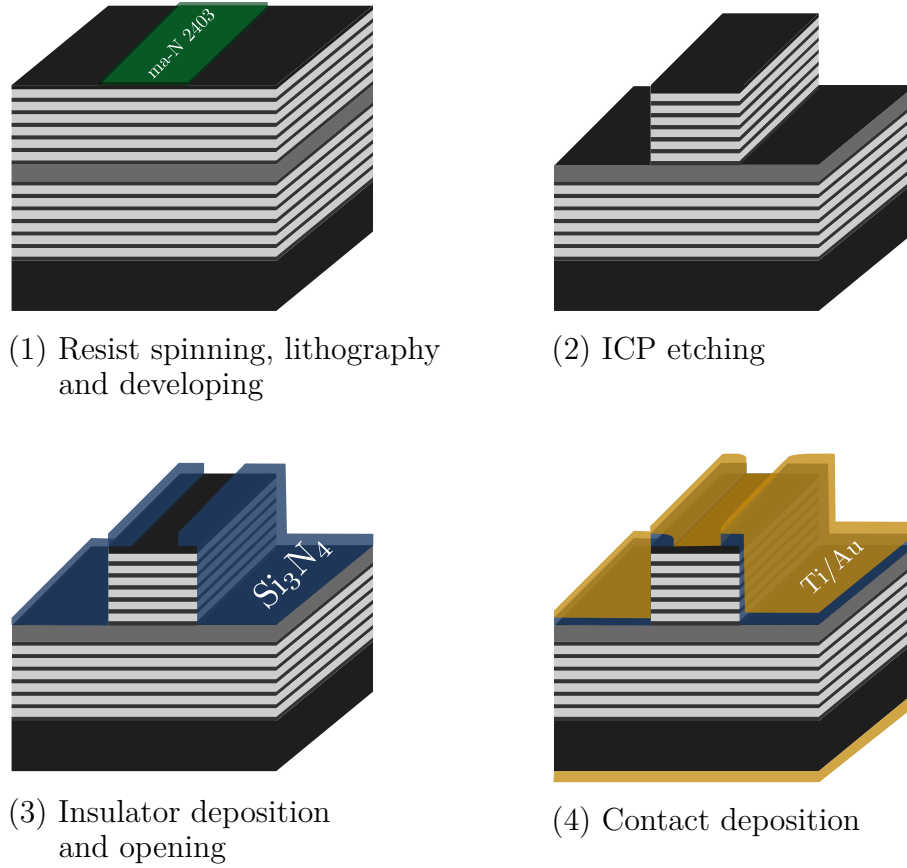 ma-N 2403
(1) Resist spinning, lithography
and developing
(2) ICP etching
Si₃N₄
Ti/Au
(3) Insulator deposition
and opening
(4) Contact deposition